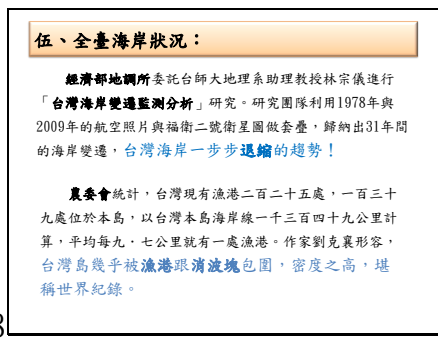 伍、全臺海岸狀況：
經濟部地調所委託台師大地理系助理教授林宗儀進行
「台灣海岸變遷監測分析」研究。研究團隊利用1978年與
2009年的航空照片與福衛二號衛星圖做套疊，歸納出31年間
的海岸變遷，台灣海岸一步步退縮的趨勢！
農委會統計，台灣現有漁港二百二十五處，一百三十
九處位於本島，以台灣本島海岸線一千三百四十九公里計
算，平均每九．七公里就有一處漁港。作家劉克襄形容，
台灣島幾乎被漁港跟消波塊包圍，密度之高，堪
稱世界紀錄。
3